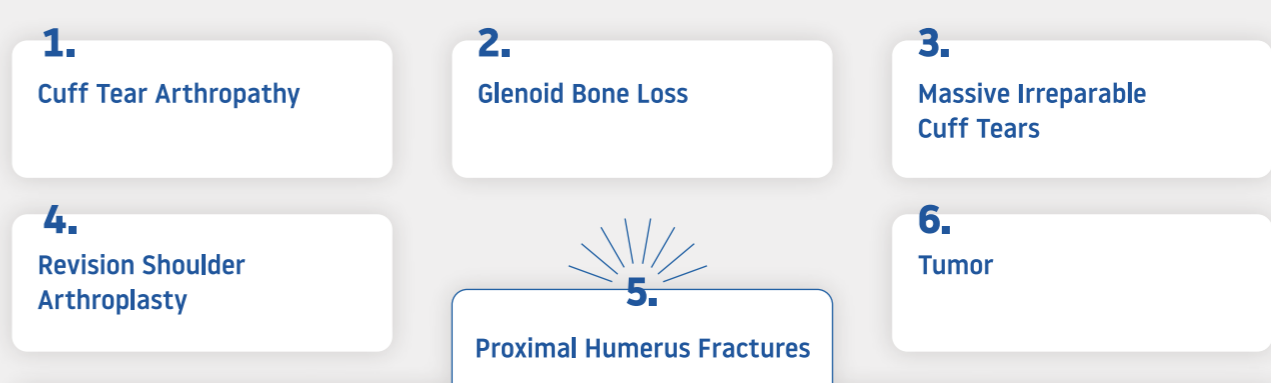 1.
Cuff Tear Arthropathy
2.
Glenoid Bone Loss
3.
Massive Irreparable
Cuff Tears
4.
Revision Shoulder
Arthroplasty
5.
Proximal Humerus Fractures
6.
Tumor